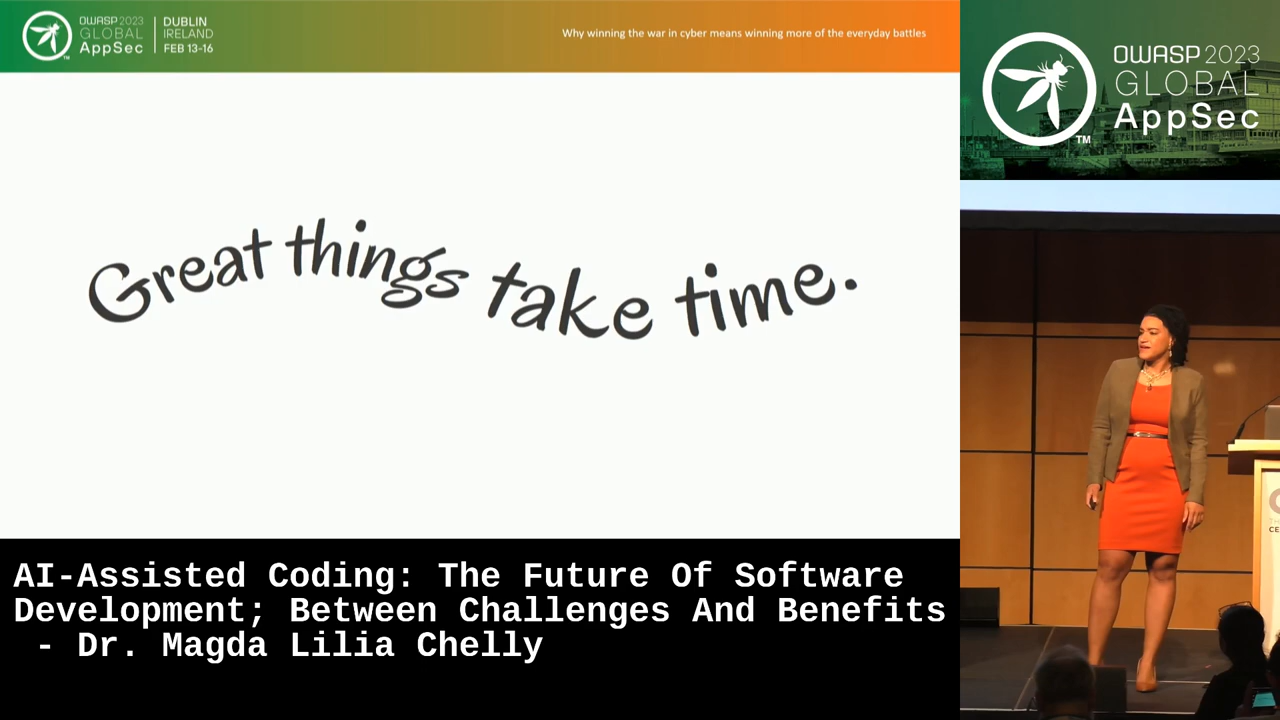 OWASP 2023
GLOBAL
AppSec
TM
DUBLIN
IRELAND
FEB 13-16
Why winning the war in cyber means winning more of the everyday battles
OWASP 2023
GLOBAL
AppSec
TM
Great things take time.
AI-Assisted Coding: The Future Of Software
Development; Between Challenges And Benefits
- Dr. Magda Lilia Chelly